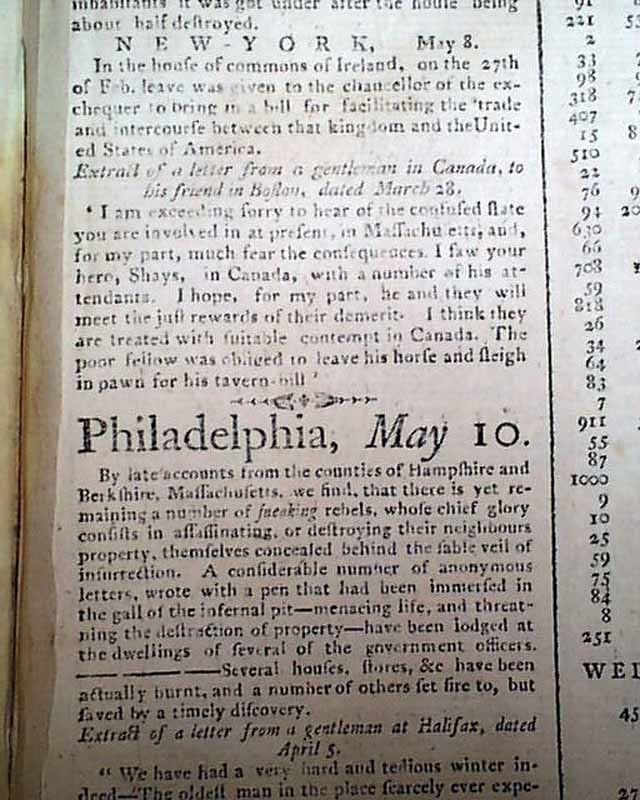 inhabitants it was got under after the house being
about half deſtroyed.
NEW-YORK, May 8.
In the houſe of commons of Ireland, on the 27th
of Feb. leave was given to the chancellor of the ex-
chequer to bring in a bill for facilitating the trade
and intercourſe between that kingdom and the Unit-
ed States of America.
Extract of a letter from a gentleman in Canada, to
his friend in Boſton, dated March 28.
‘ I am exceeding ſorry to hear of the confuſed ſtate
you are involved in at preſent, in Maſſachuſetts, and,
for my part, much fear the conſequences. I ſaw your
hero, Shays, in Canada, with a number of his at-
tendants. I hope, for my part, he and they will
meet the juſt rewards of their demerit. I think they
are treated with ſuitable contempt in Canada. The
poor fellow was obliged to leave his horſe and ſleigh
in pawn for his tavern-bill ’
Philadelphia, May 10.
By late accounts from the counties of Hampſhire and
Berkſhire, Maſſachuſetts, we find, that there is yet re-
maining a number of ſneaking rebels, whoſe chief glory
conſiſts in aſſaſſinating, or deſtroying their neighbours
property, themſelves concealed behind the ſable veil of
inſurrection. A conſiderable number of anonymous
letters, wrote with a pen that had been immerſed in
the gall of the infernal pit—menacing life, and threat-
ning the deſtruction of property—have been lodged at
the dwellings of ſeveral of the government officers.
————Several houſes, ſtores, &c have been
actually burnt, and a number of others ſet fire to, but
ſaved by a timely diſcovery.
Extract of a letter from a gentleman at Halifax, dated
April 5.
“ We have had a very hard and tedious winter in-
deed—The oldeſt man in the place ſcarcely ever expe-
91
221
2
33
98
318
407
15
510
22
76
94
630
66
708
59
818
26
34
64
83
7
911
55
87
1000
9
10
25
59
75
84
8
251
WED
45